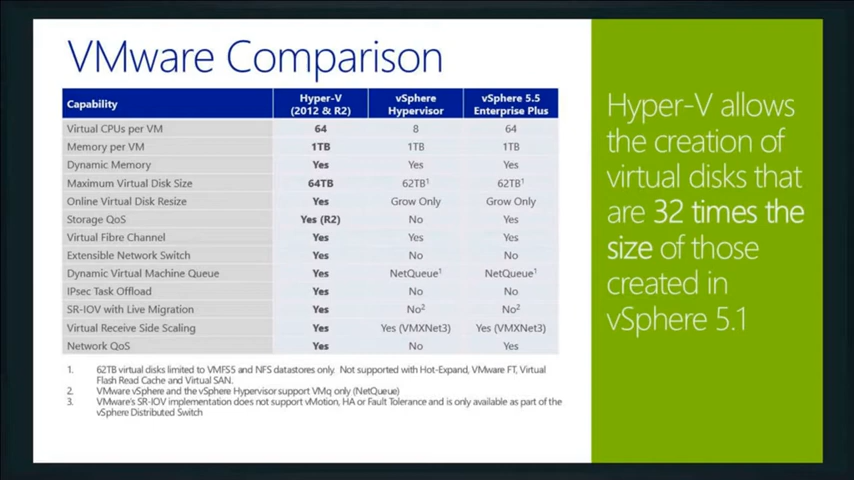 VMware Comparison
Capability Hyper-V (2012 & R2) vSphere Hypervisor vSphere 5.5 Enterprise Plus
Virtual CPUs per VM 64 8 64
Memory per VM 1TB 1TB 1TB
Dynamic Memory Yes Yes Yes
Maximum Virtual Disk Size 64TB 62TB¹ 62TB¹
Online Virtual Disk Resize Yes Grow Only Grow Only
Storage QoS Yes (R2) No Yes
Virtual Fibre Channel Yes Yes Yes
Extensible Network Switch Yes No No
Dynamic Virtual Machine Queue Yes NetQueue¹ NetQueue¹
IPsec Task Offload Yes No No
SR-IOV with Live Migration Yes No² No²
Virtual Receive Side Scaling Yes Yes (VMXNet3) Yes (VMXNet3)
Network QoS Yes No Yes
1. 62TB virtual disks limited to VMFS5 and NFS datastores only. Not supported with Hot-Expand, VMware FT, Virtual
Flash Read Cache and Virtual SAN.
2. VMware vSphere and the vSphere Hypervisor support VMq only (NetQueue)
3. VMware's SR-IOV implementation does not support vMotion, HA or Fault Tolerance and is only available as part of the
vSphere Distributed Switch
Hyper-V allows
the creation of
virtual disks that
are 32 times the
size of those
created in
vSphere 5.1